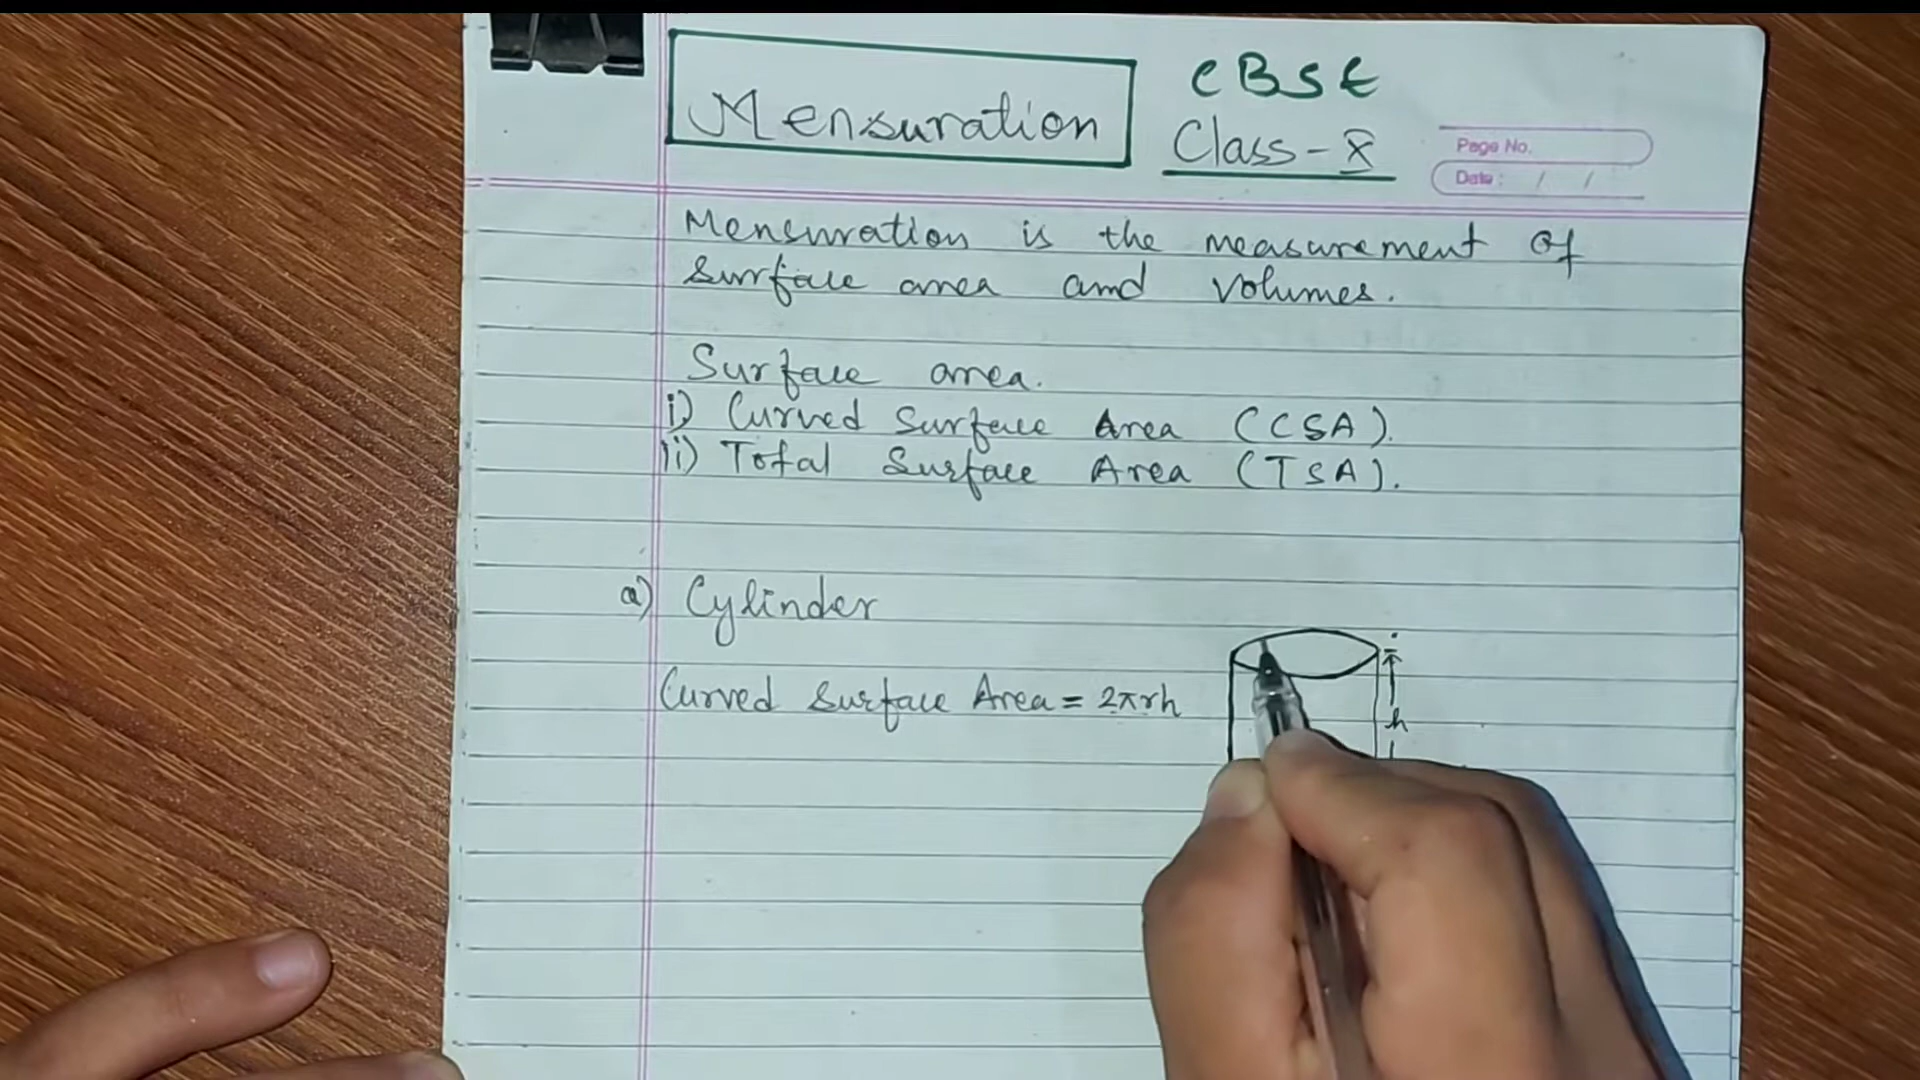 Mensuration
CBSE
Class-X
Page No.
Date: / /
Mensuration is the measurement of
surface area and volumes.
Surface area.
i) Curved Surface Area (CSA).
ii) Total Surface Area (TSA).
a) Cylinder
Curved Surface Area = 2πrh
h